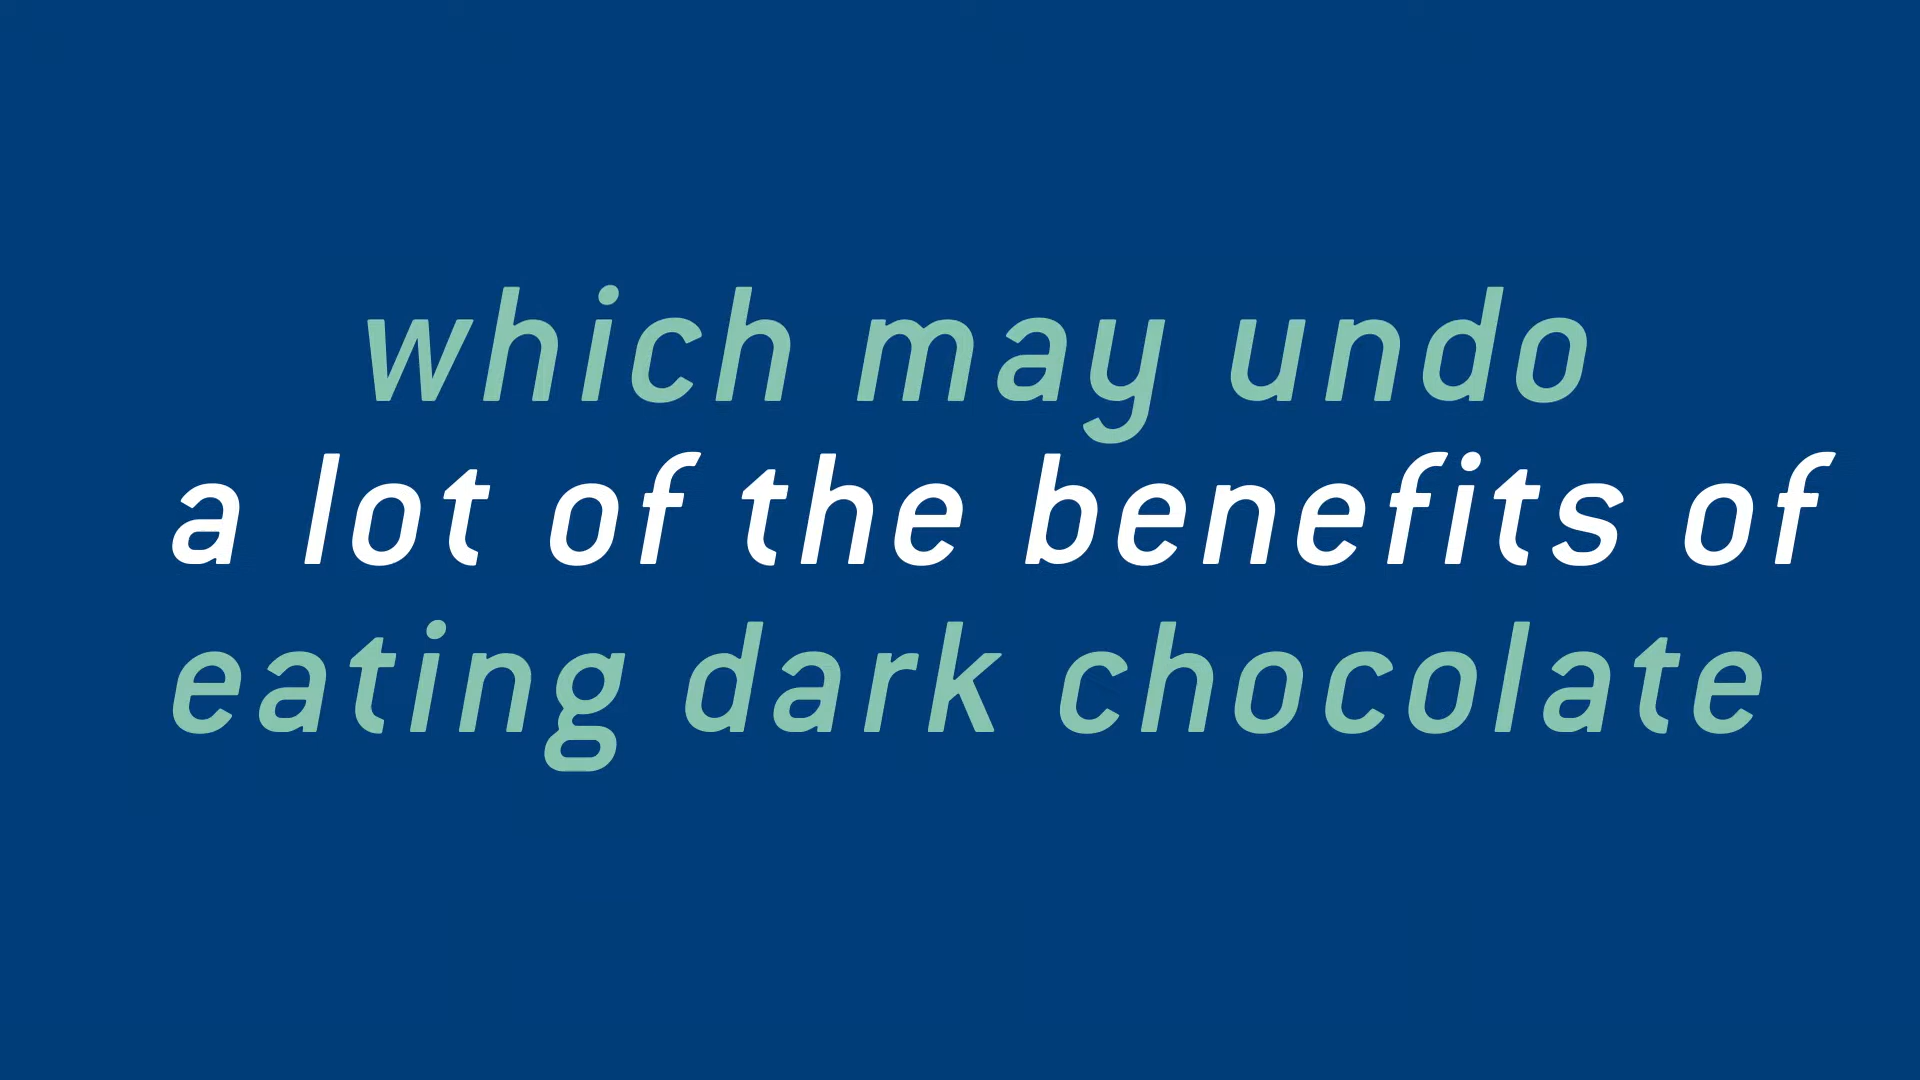 which may undo
a lot of the benefits of
eating dark chocolate